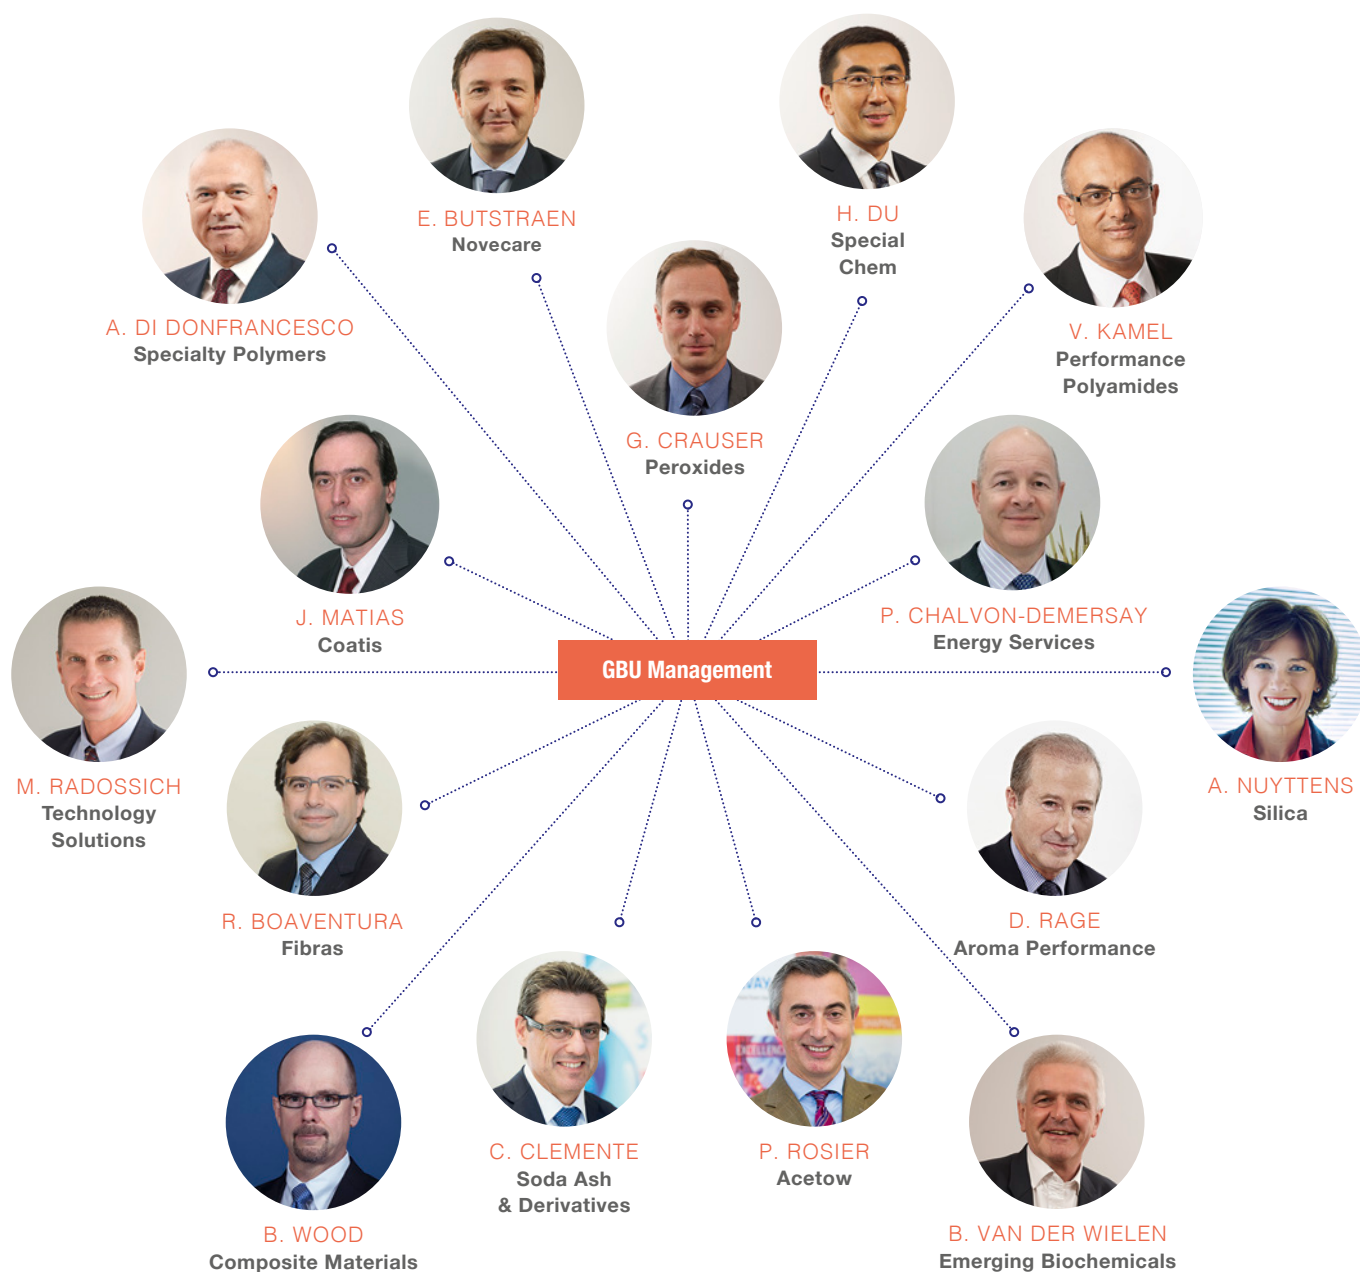 E. BUTSTRAEN
Novecare
H. DU
Special
Chem
A. DI DONFRANCESCO
Specialty Polymers
V. KAMEL
Performance
Polyamides
G. CRAUSER
Peroxides
J. MATIAS
Coatis
P. CHALVON-DEMERSAY
Energy Services
GBU Management
M. RADOSSICH
Technology
Solutions
A. NUYTTENS
Silica
R. BOAVENTURA
Fibras
D. RAGE
Aroma Performance
C. CLEMENTE
Soda Ash
& Derivatives
P. ROSIER
Acetow
B. WOOD
Composite Materials
B. VAN DER WIELEN
Emerging Biochemicals